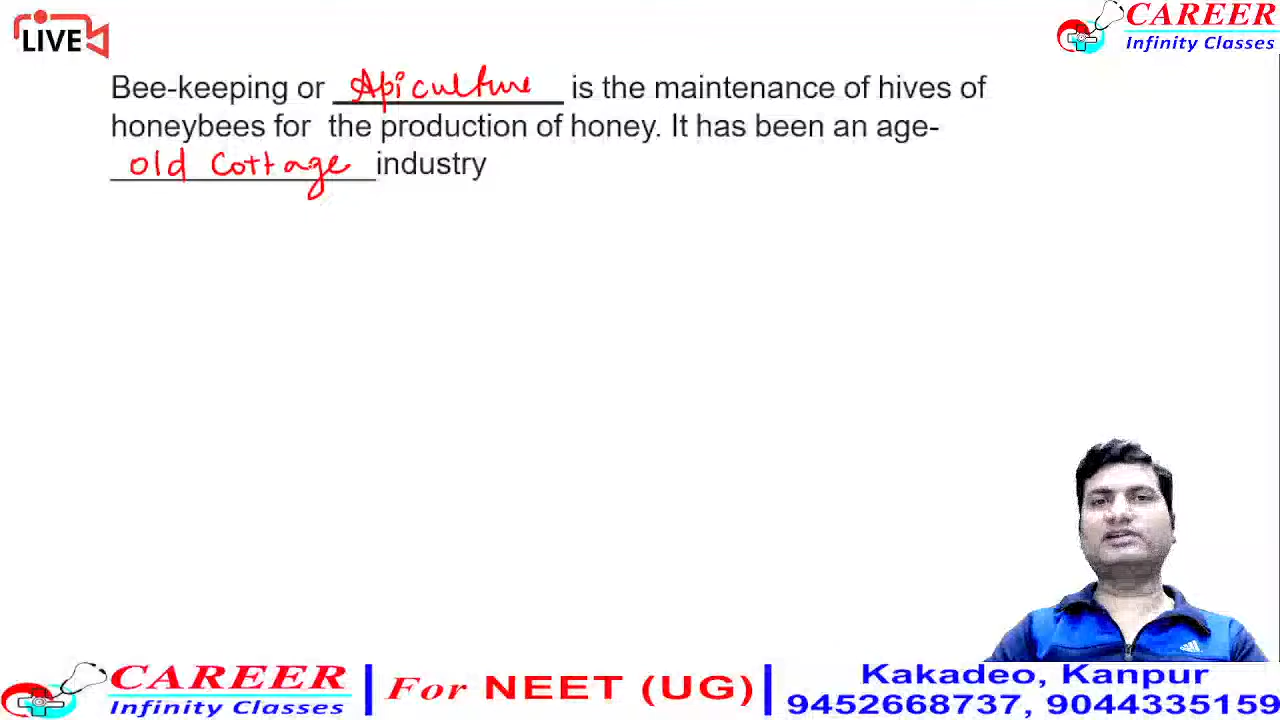 LIVE
CAREER
Infinity Classes
Bee-keeping or Apiculture is the maintenance of hives of
honeybees for the production of honey. It has been an age-
old Cottage industry
CAREER
Infinity Classes
For NEET (UG)
Kakadeo, Kanpur
9452668737, 9044335159